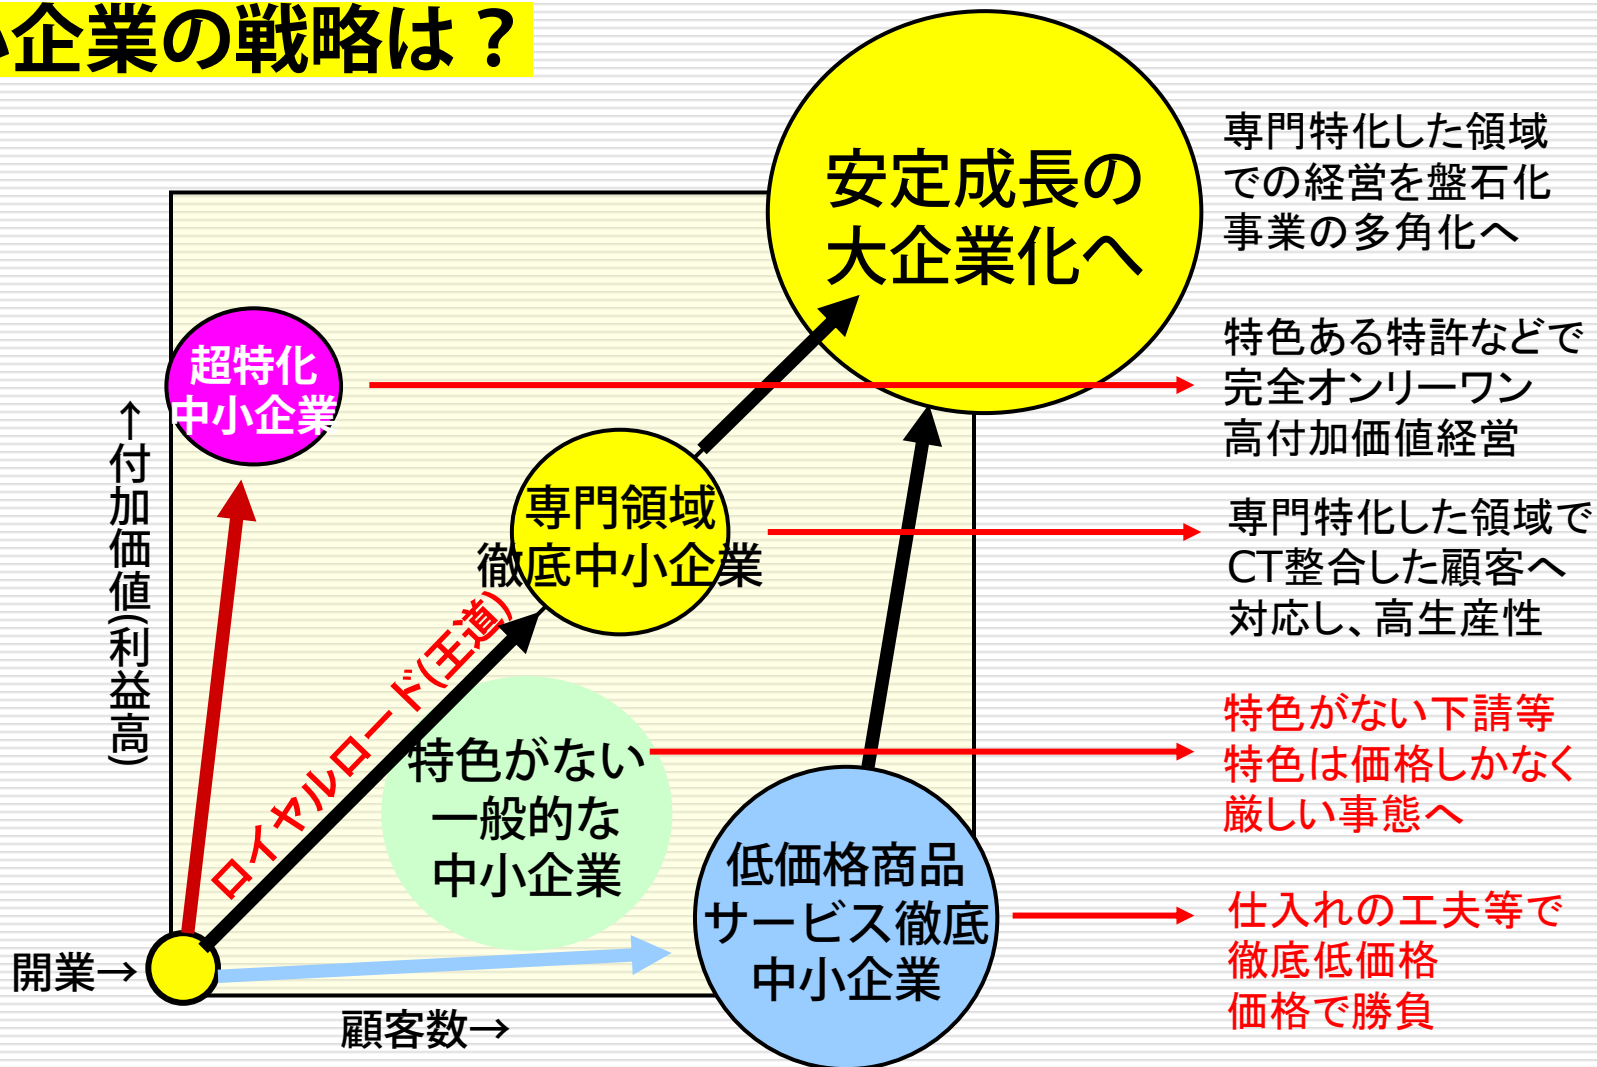 小企業の戦略は？
安定成長の
大企業化へ
専門特化した領域
での経営を盤石化
事業の多角化へ
超特化
中小企業
特色ある特許などで
完全オンリーワン
高付加価値経営
←付加価値(利益高)
専門領域
徹底中小企業
専門特化した領域で
CT整合した顧客へ
対応し、高生産性
ロイヤルロード(王道)
特色がない
一般的な
中小企業
特色がない下請等
特色は価格しかなく
厳しい事態へ
低価格商品
サービス徹底
中小企業
仕入れの工夫等で
徹底低価格
価格で勝負
開業→
顧客数→